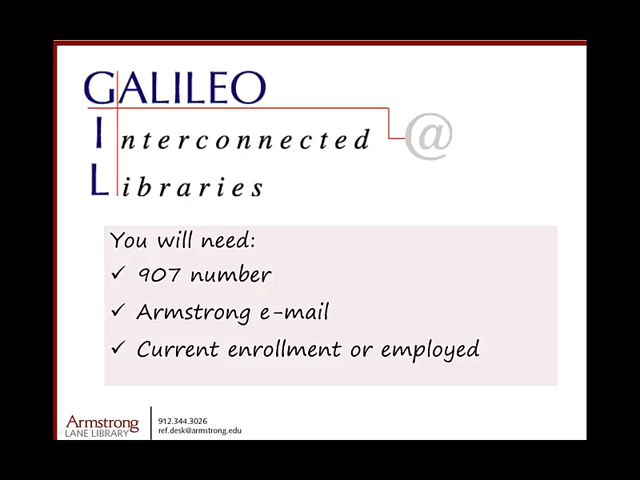 GALILEO
Interconnected @
Libraries
You will need:
✓ 907 number
✓ Armstrong e-mail
✓ Current enrollment or employed
Armstrong
LANE LIBRARY
912.344.3026
ref.desk@armstrong.edu